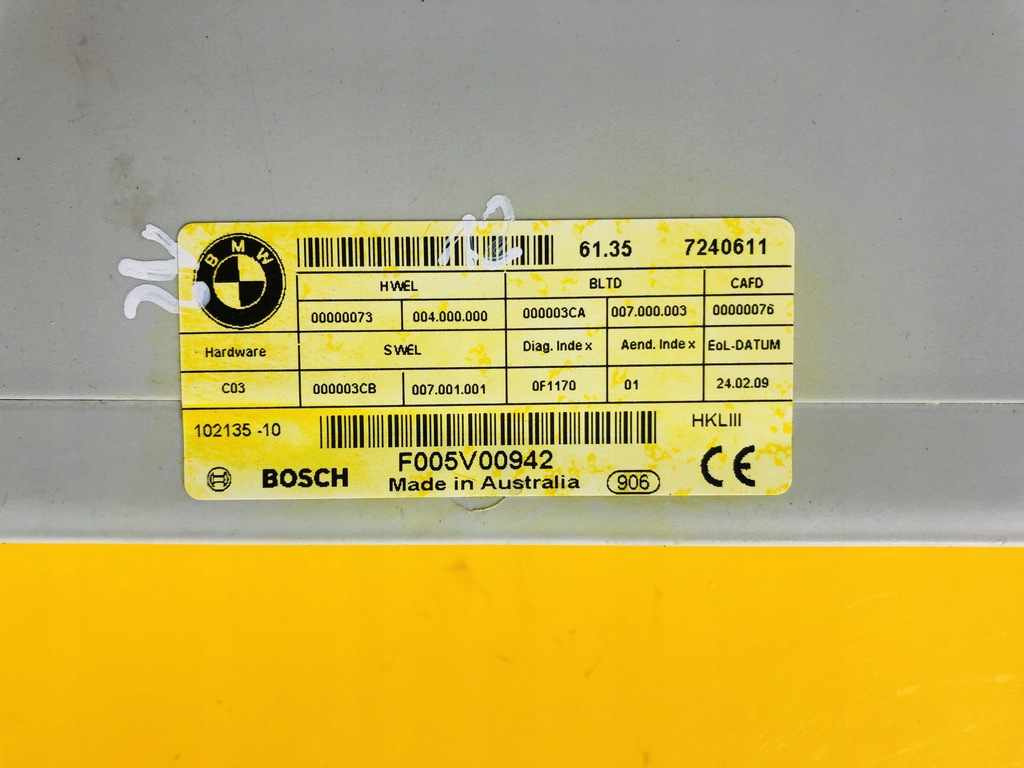 BMW
61.35 7240611
HWEL BLTD CAFD
00000073 004.000.000 000003CA 007.000.003 00000076
Hardware SWEL Diag. Index Aend. Index EoL-DATUM
C03 000003CB 007.001.001 0F1170 01 24.02.09
102135 -10 HKLIII
F005V00942
BOSCH Made in Australia 906 CE
12